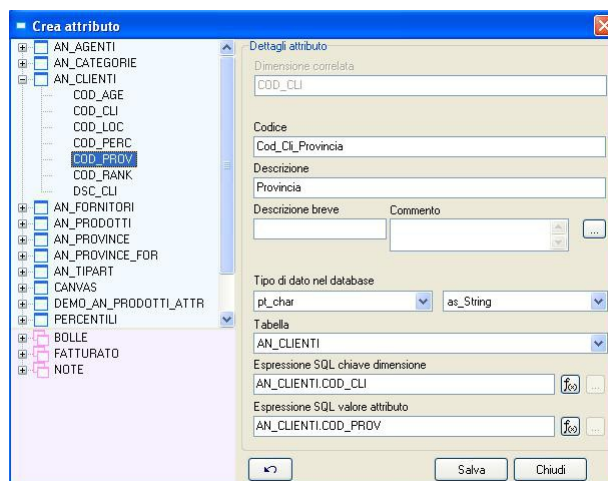 Crea attributo
AN_AGENTI
AN_CATEGORIE
AN_CLIENTI
COD_AGE
COD_CLI
COD_LOC
COD_PERC
COD_PROV
COD_RANK
DSC_CLI
AN_FORNITORI
AN_PRODOTTI
AN_PROVINCE
AN_PROVINCE_FOR
AN_TIPART
CANVAS
DEMO_AN_PRODOTTI_ATTR
PERCENTILI
BOLLE
FATTURATO
NOTE
Dettagli attributo
Dimensione correlata
COD_CLI
Codice
Cod_Cli_Provincia
Descrizione
Provincia
Descrizione breve Commento
...
Tipo di dato nel database
pt_char as_String
Tabella
AN_CLIENTI
Espressione SQL chiave dimensione
AN_CLIENTI.COD_CLI f(x) ...
Espressione SQL valore attributo
AN_CLIENTI.COD_PROV f(x) ...
Salva Chiudi